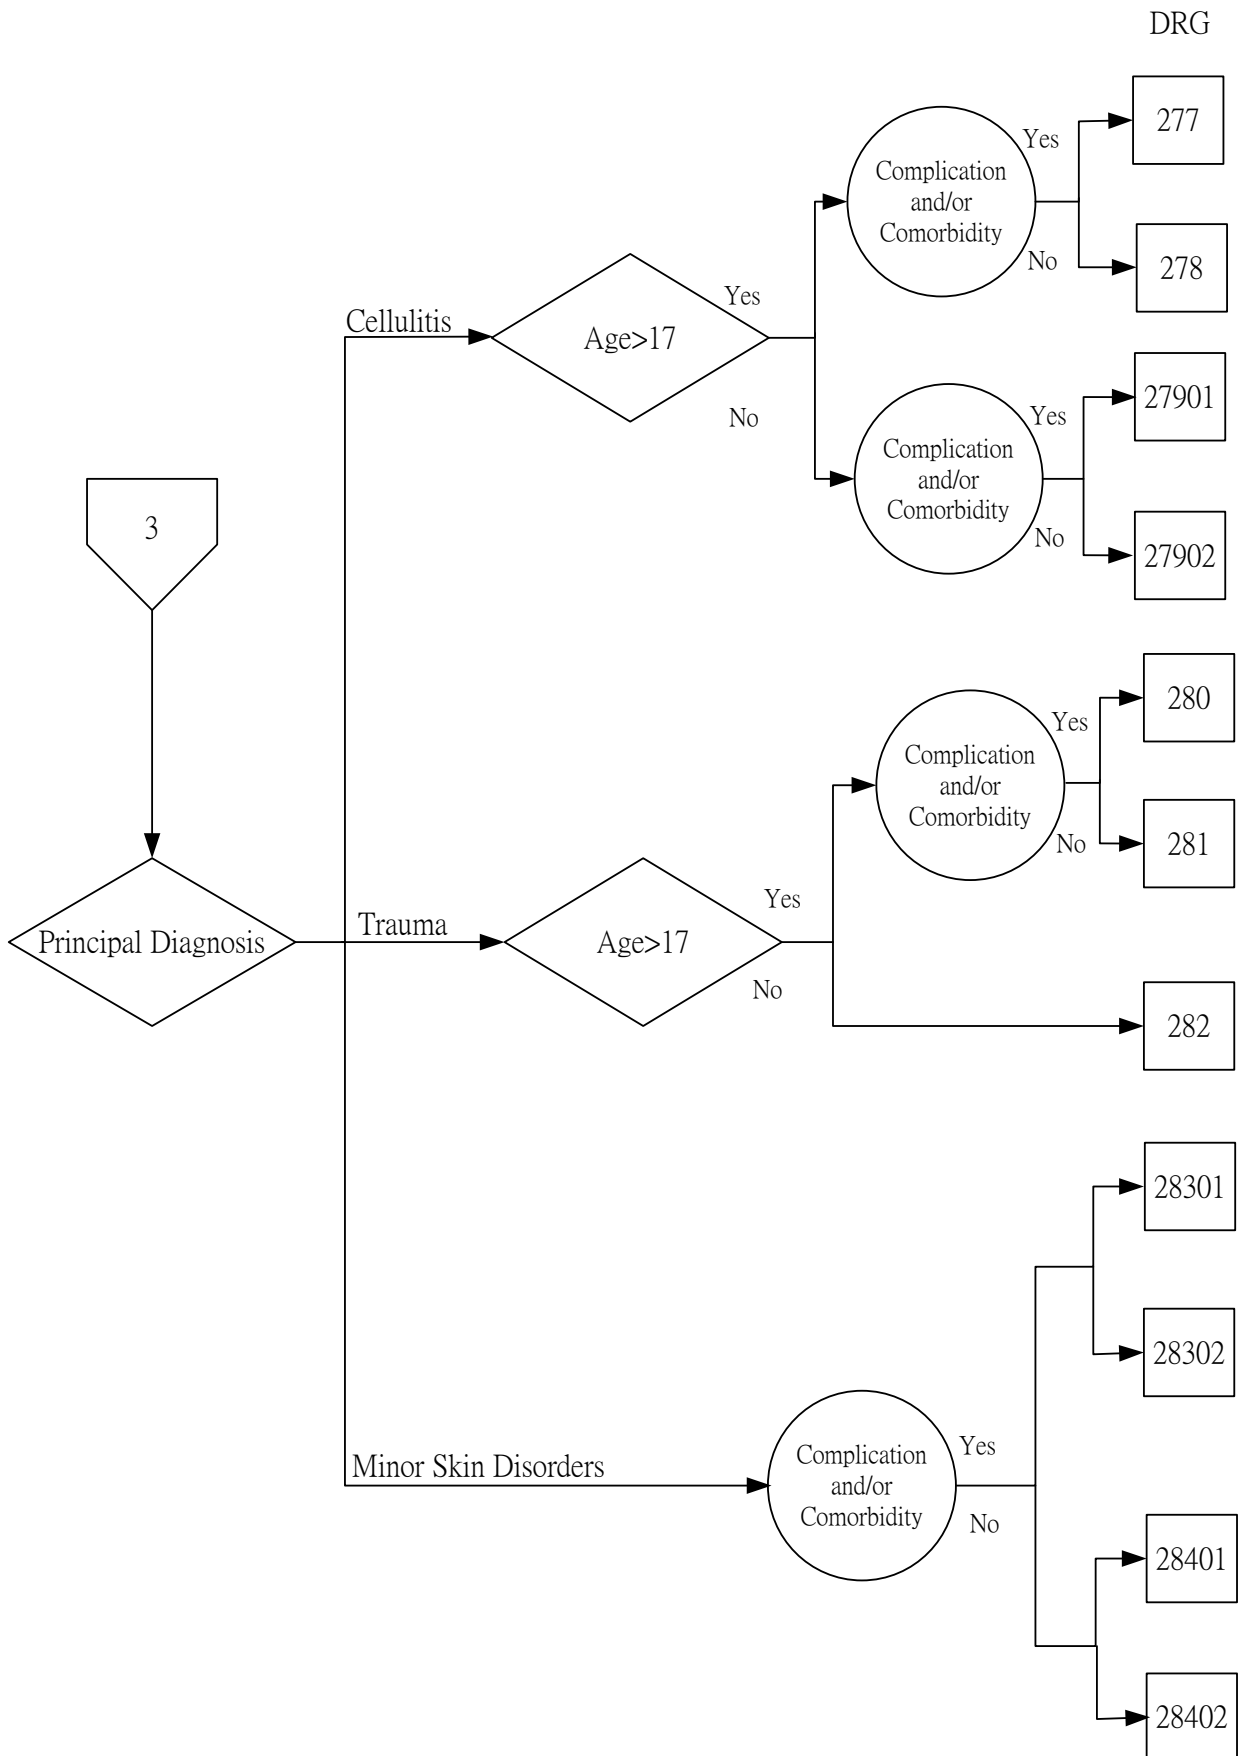 DRG
277
Yes
Complication
and/or
Comorbidity
No
278
Cellulitis
Age>17
Yes
No
27901
Yes
Complication
and/or
Comorbidity
No
27902
3
280
Yes
Complication
and/or
Comorbidity
No
281
Principal Diagnosis
Trauma
Age>17
Yes
No
282
28301
28302
Minor Skin Disorders
Complication
and/or
Comorbidity
Yes
No
28401
28402